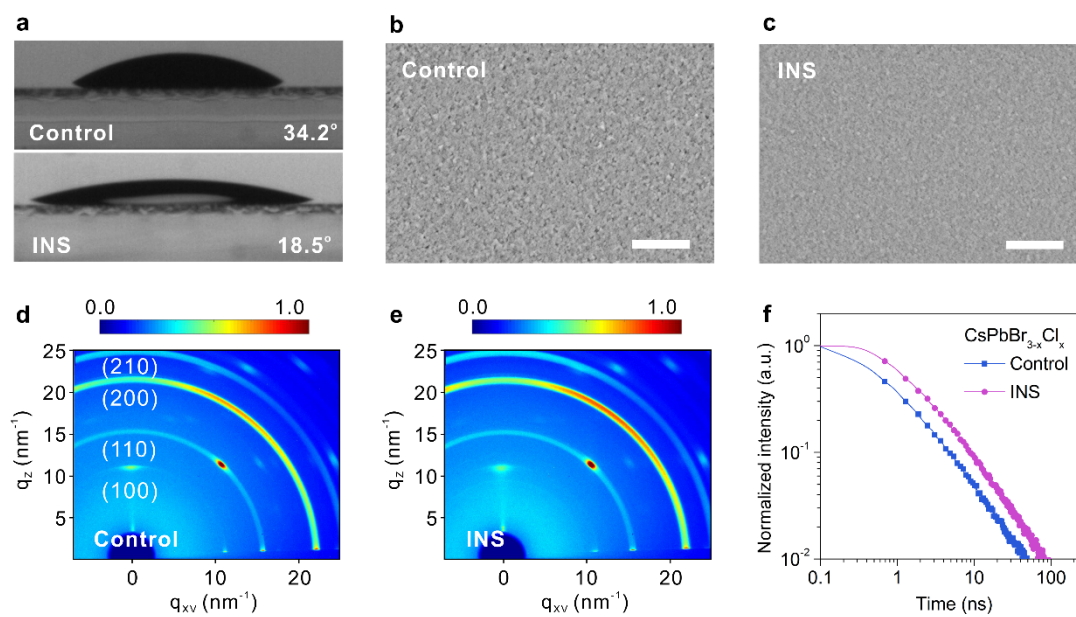 a
Control
34.2°
INS
18.5°
b
Control
c
INS
d
0.0
1.0
25
20
15
10
5
q_z (nm⁻¹)
(210)
(200)
(110)
(100)
Control
0
10
20
q_xy (nm⁻¹)
e
0.0
1.0
25
20
15
10
5
q_z (nm⁻¹)
INS
0
10
20
q_xy (nm⁻¹)
f
CsPbBr₃₋ₓClₓ
Control
INS
10⁰
10⁻¹
10⁻²
Normalized intensity (a.u.)
0.1
1
10
100
Time (ns)